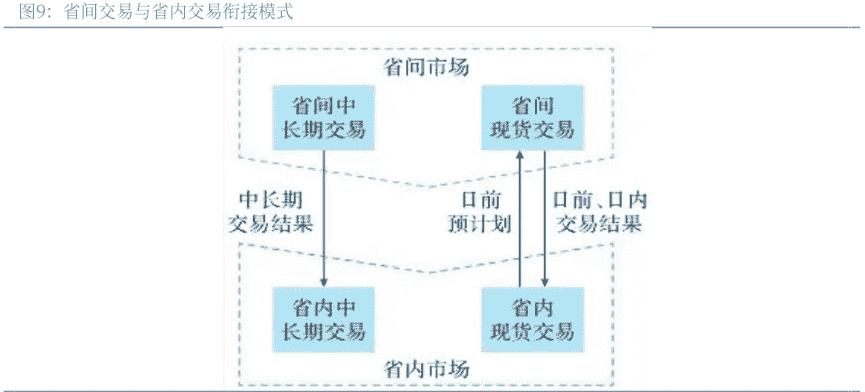 图9：省间交易与省内交易衔接模式
省间市场
省间中
长期交易
省间
现货交易
中长期
交易结果
日前
预计划
日前、日内
交易结果
省内中
长期交易
省内
现货交易
省内市场